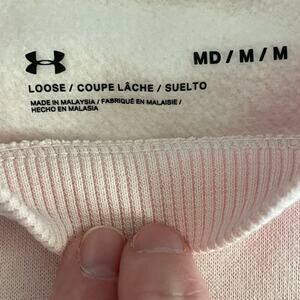 MD / M / M
LOOSE / COUPE LÂCHE / SUELTO
MADE IN MALAYSIA / FABRIQUÉ EN MALAISIE /
HECHO EN MALASIA